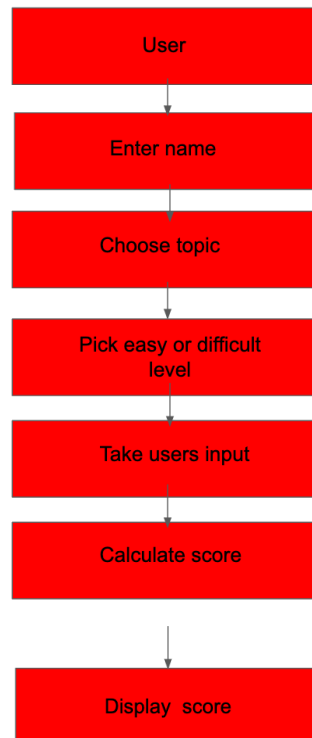 User
Enter name
Choose topic
Pick easy or difficult
level
Take users input
Calculate score
Display score